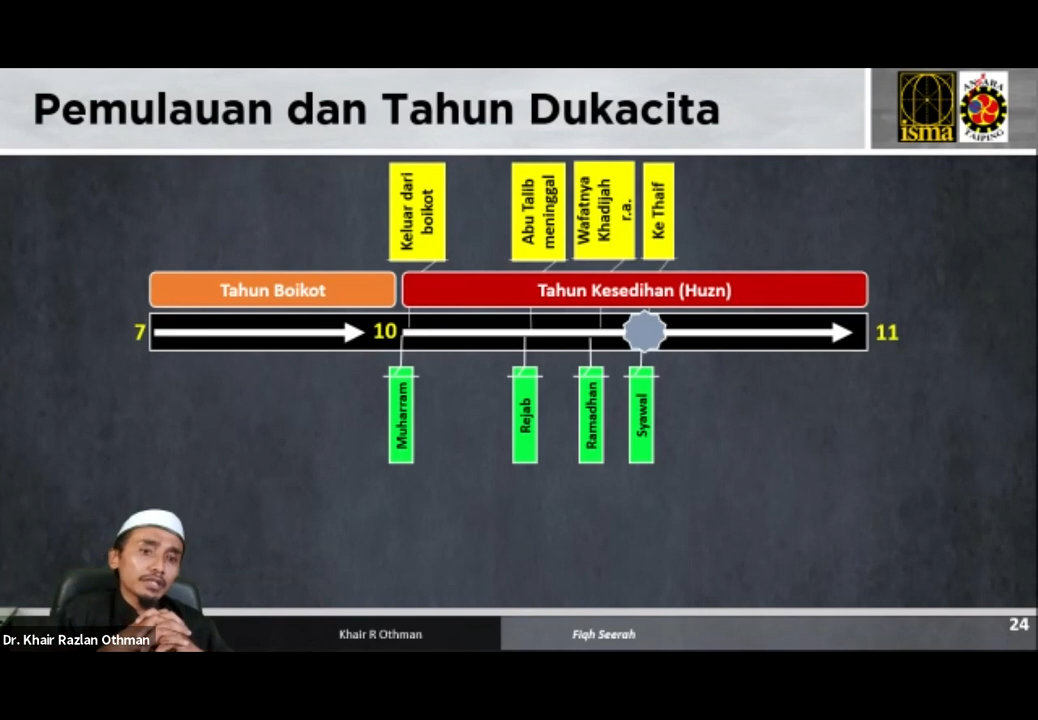 Pemulauan dan Tahun Dukacita
isma
TAIPING
Keluar dari
boikot
Abu Talib
meninggal
Wafatnya
Khadijah
r.a.
Ke Thaif
Tahun Boikot
Tahun Kesedihan (Huzn)
7
10
11
Muharram
Rejab
Ramadhan
Syawal
Dr. Khair Razlan Othman
Khair R Othman
Fiqh Seerah
24